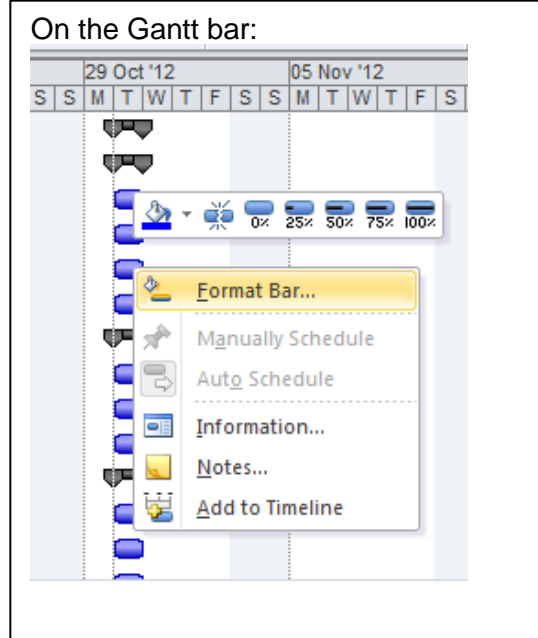 On the Gantt bar:
29 Oct '12 05 Nov '12
S S M T W T F S S M T W T F S
0% 25% 50% 75% 100%
Format Bar...
Manually Schedule
Auto Schedule
Information...
Notes...
Add to Timeline